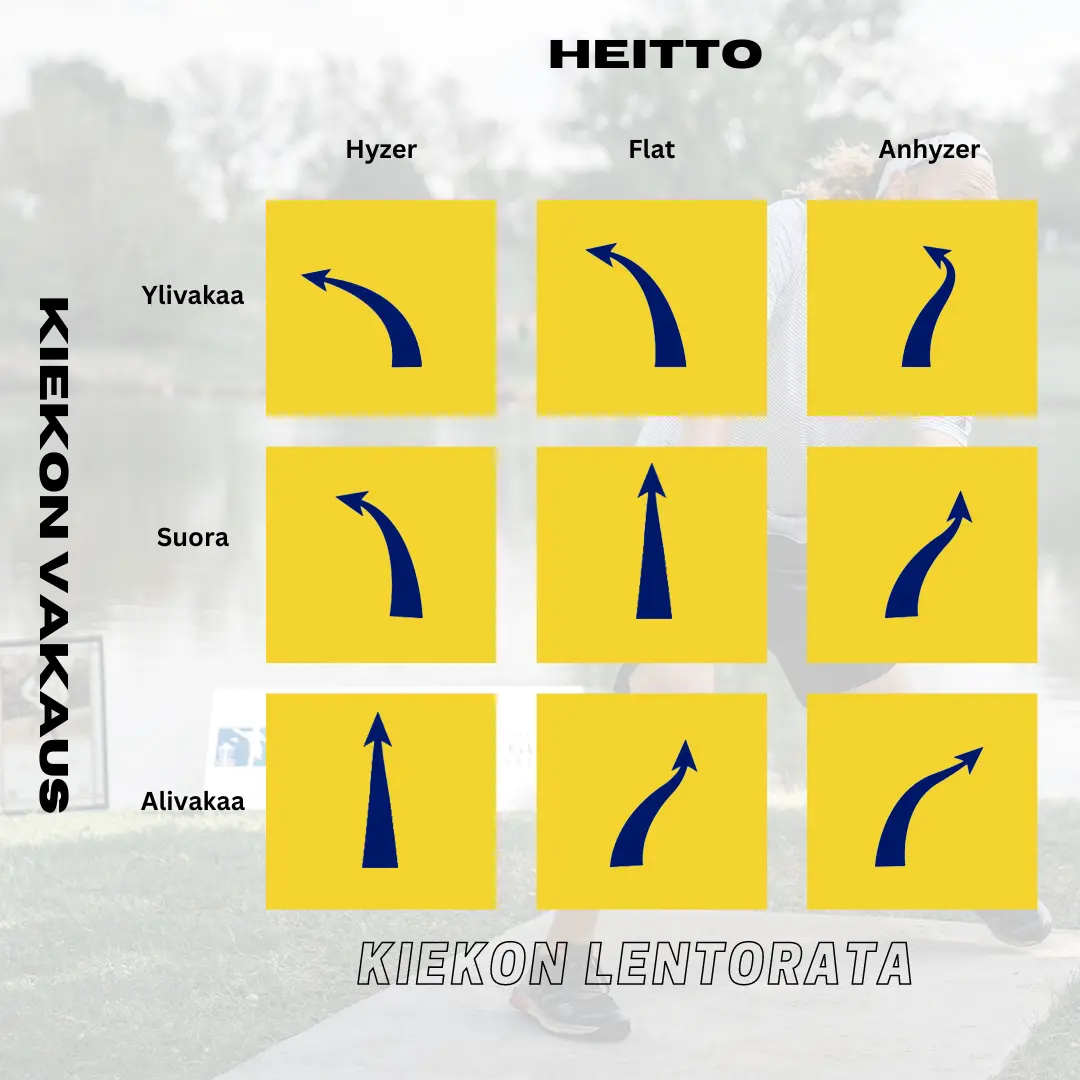 HEITTO
Hyzer
Flat
Anhyzer
Ylivakaa
KIEKON VAKAUS
Suora
Alivakaa
KIEKON LENTORATA